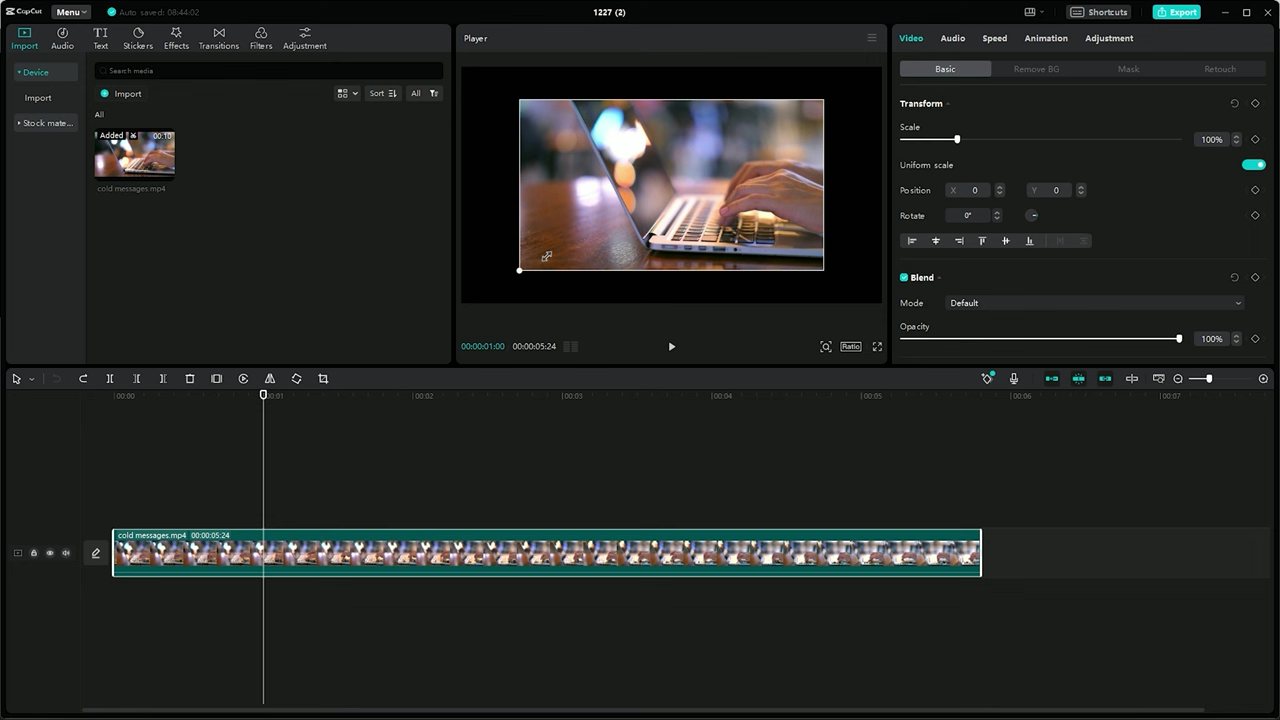 CapCut Menu Auto saved: 08:44:02 1227 (2) Shortcuts Export
Import Audio Text Stickers Effects Transitions Filters Adjustment
Device
Import
Stock mate...
Search media
Import Sort All
All
Added 00:10
cold messages.mp4
Player
00:00:01:00 00:00:05:24 Ratio
Video Audio Speed Animation Adjustment
Basic Remove BG Mask Retouch
Transform
Scale
100%
Uniform scale
Position X 0 Y 0
Rotate 0°
Blend
Mode Default
Opacity
100%
00:00 00:01 00:02 00:03 00:04 00:05 00:06 00:07
cold messages.mp4 00:00:05:24